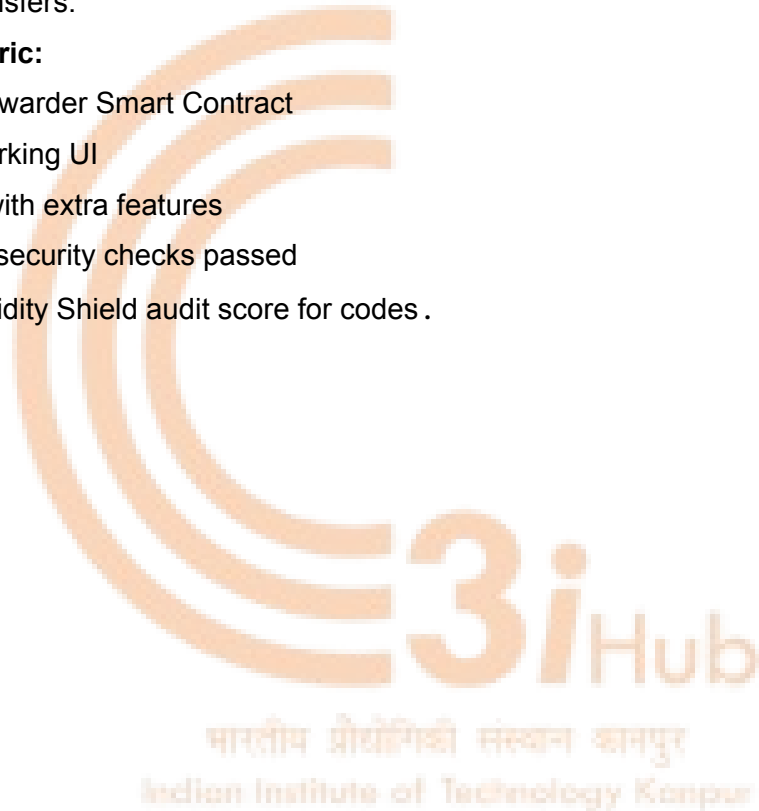 nsfers.
ric:
warder Smart Contract
rking UI
with extra features
security checks passed
idity Shield audit score for codes.
3iHub
भारतीय प्रौद्योगिकी संस्थान कानपुर
Indian Institute of Technology Kanpur